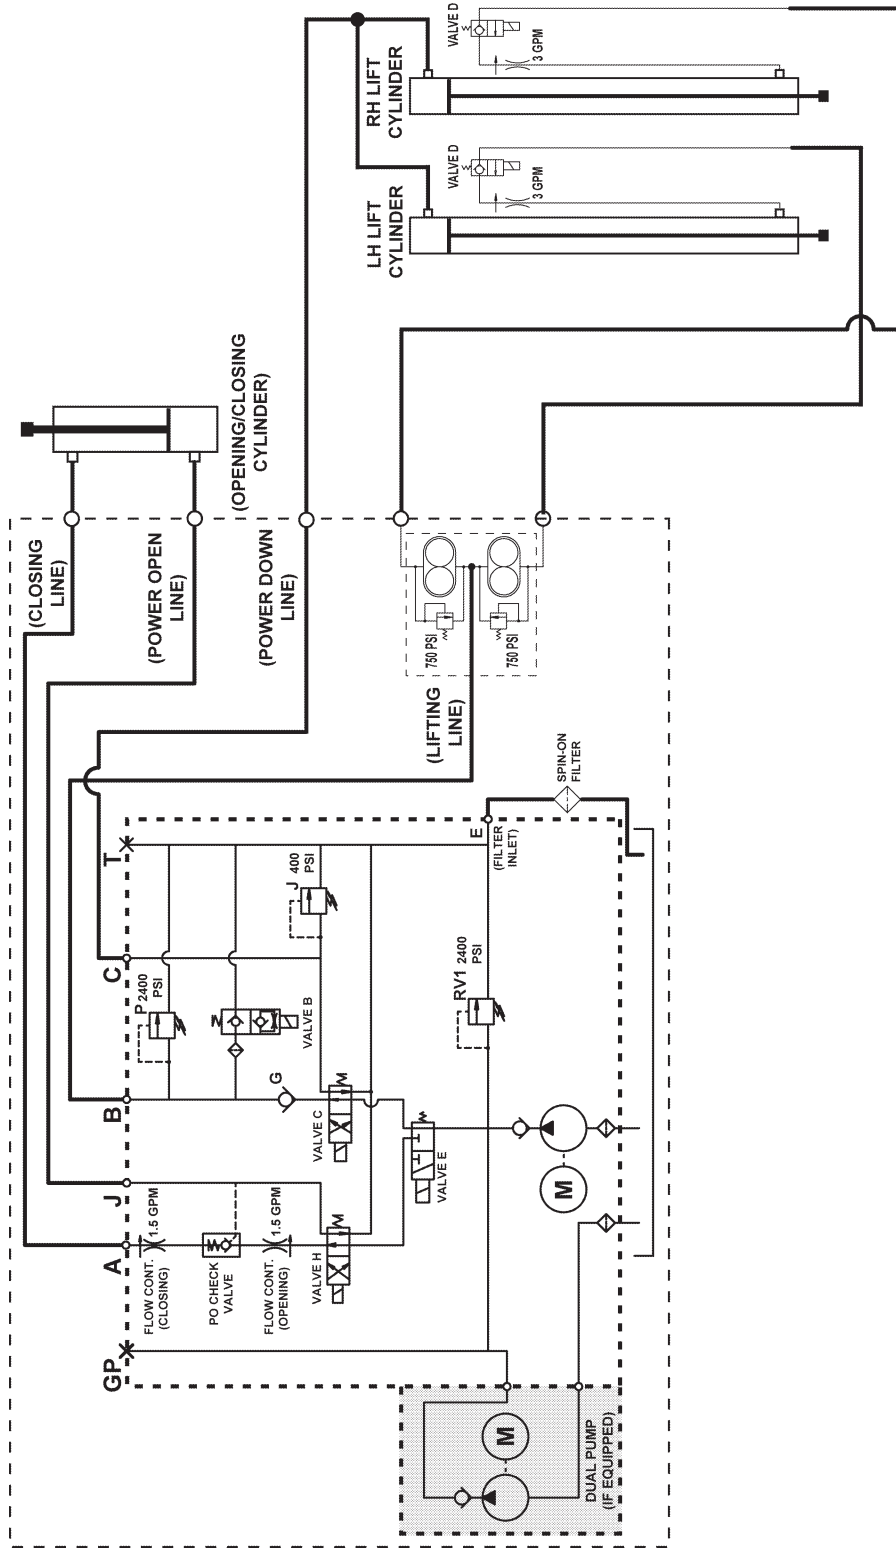 VALVE D
3 GPM
RH LIFT
CYLINDER
VALVE D
3 GPM
LH LIFT
CYLINDER
(OPENING/CLOSING
CYLINDER)
(CLOSING
LINE)
(POWER OPEN
LINE)
(POWER DOWN
LINE)
750 PSI
750 PSI
(LIFTING
LINE)
SPIN-ON
FILTER
T
E
(FILTER
INLET)
J
400
PSI
C
P
2400
PSI
VALVE B
RV1
2400
PSI
B
G
VALVE C
VALVE E
J
A
1.5 GPM
FLOW CONT.
(CLOSING)
PO CHECK
VALVE
1.5 GPM
FLOW CONT.
(OPENING)
VALVE H
M
GP
M
DUAL PUMP
(IF EQUIPPED)